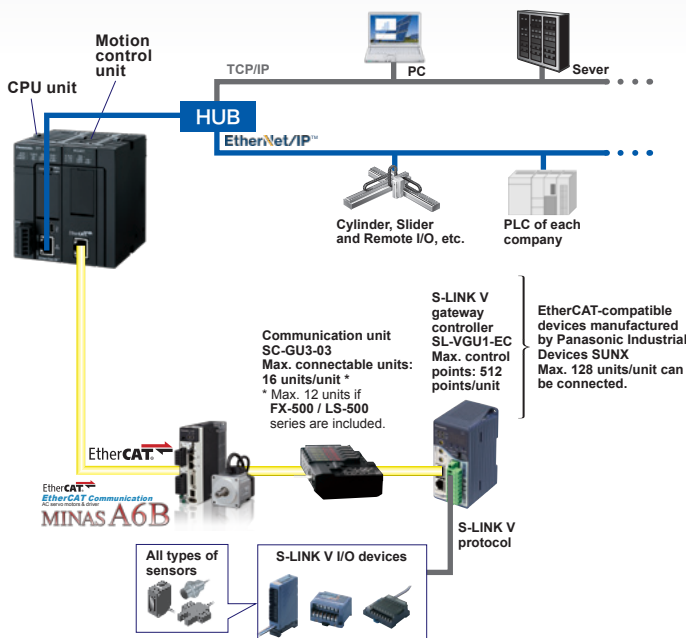 Motion
control
unit
CPU unit
TCP/IP
PC
Sever
HUB
EtherNet/IP™
Cylinder, Slider
and Remote I/O, etc.
PLC of each
company
S-LINK V
gateway
controller
SL-VGU1-EC
Max. control
points: 512
points/unit
EtherCAT-compatible
devices manufactured
by Panasonic Industrial
Devices SUNX
Max. 128 units/unit can
be connected.
Communication unit
SC-GU3-03
Max. connectable units:
16 units/unit *
* Max. 12 units if
FX-500 / LS-500
series are included.
EtherCAT
EtherCAT
EtherCAT Communication
AC servo motors & driver
MINAS A6B
S-LINK V
protocol
All types of
sensors
S-LINK V I/O devices